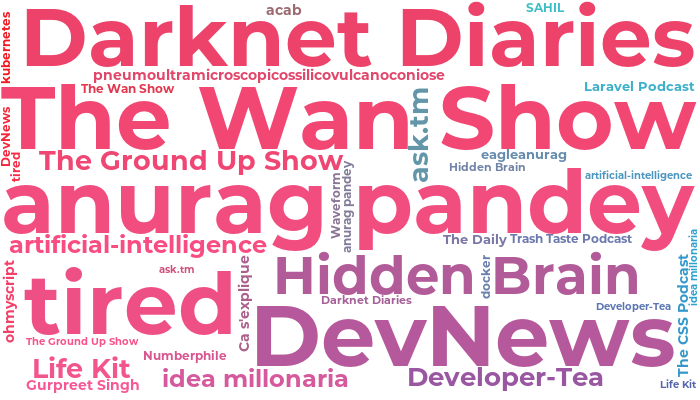 acab
SAHIL
kubernetes
Darknet Diaries
pneumoultramicroscopicossilicovulcanoconiose
The Wan Show
Laravel Podcast
The Wan Show
DevNews
tired
ask.tm
The Ground Up Show
eagleanurag
Hidden Brain
artificial-intelligence
anurag pandey
Waveform
anurag pandey
artificial-intelligence
The Daily
Trash Taste Podcast
idea millonaria
ohmyscript
ask.tm
tired
Ca s'explique
Hidden Brain
docker
The CSS Podcast
Darknet Diaries
Developer-Tea
DevNews
The Ground Up Show
Numberphile
Life Kit
idea millonaria
Developer-Tea
Gurpreet Singh
Life Kit